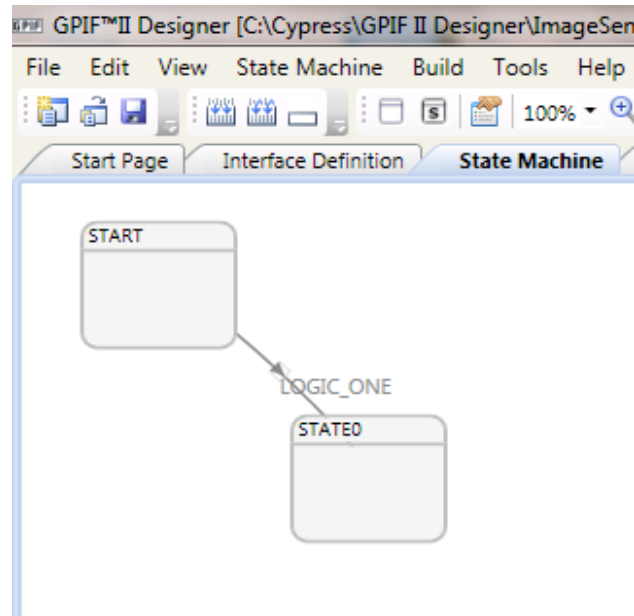 GPIF GPIF™II Designer [C:\Cypress\GPIF II Designer\ImageSen
File Edit View State Machine Build Tools Help
S 100%
Start Page Interface Definition State Machine
START
LOGIC_ONE
STATE0